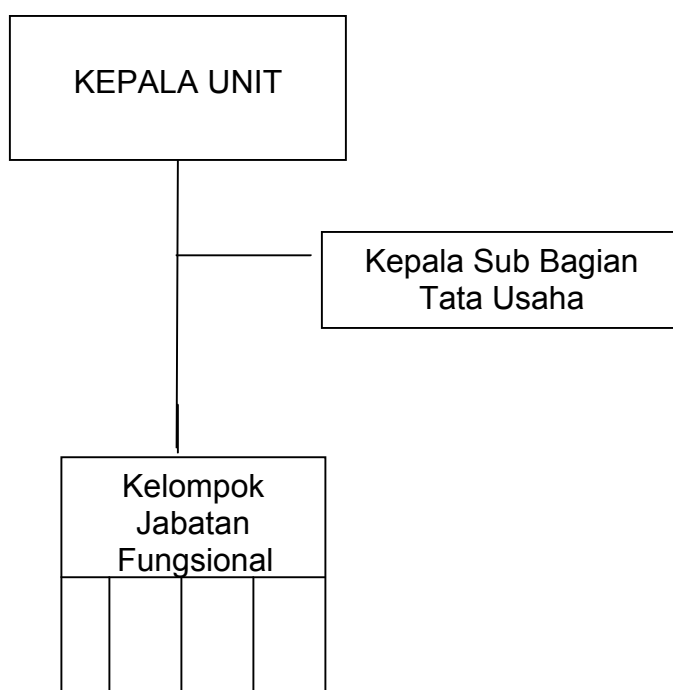 KEPALA UNIT
Kepala Sub Bagian
Tata Usaha
Kelompok
Jabatan
Fungsional